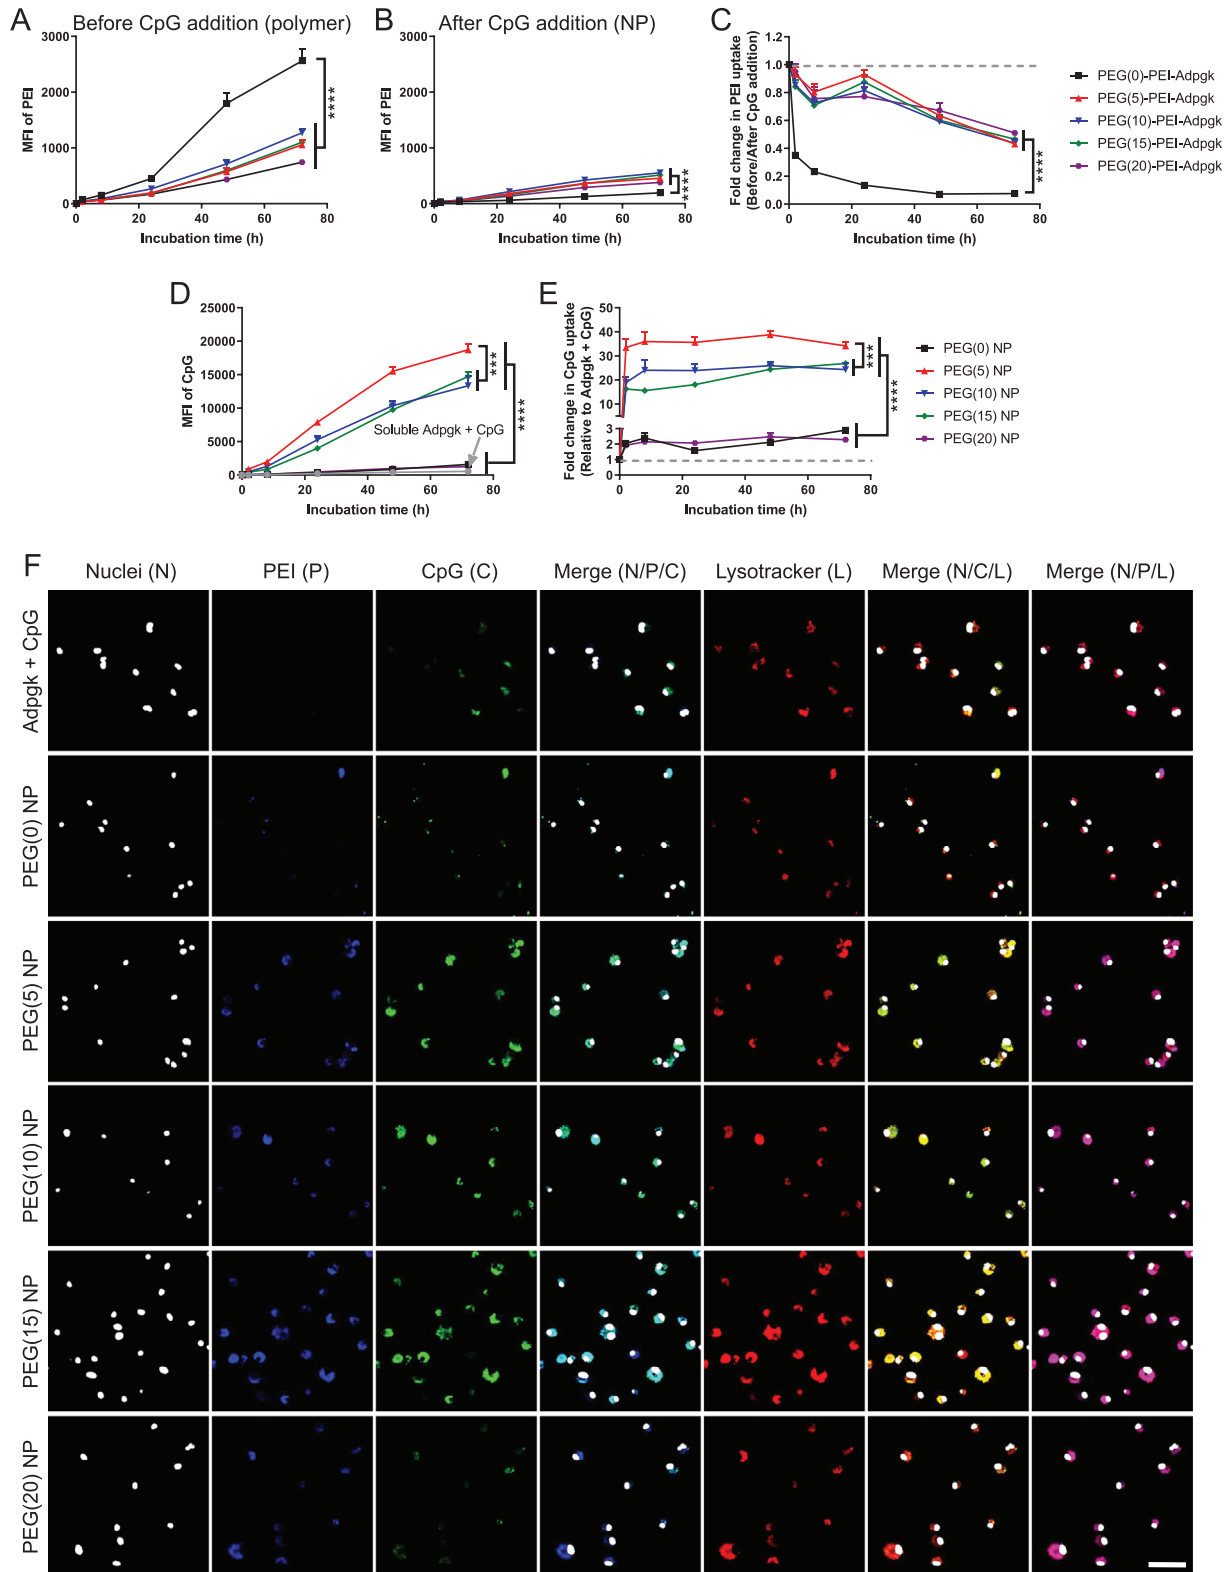 A Before CpG addition (polymer)
MFI of PEI
3000
2000
1000
0
0 20 40 60 80
Incubation time (h)
****
B After CpG addition (NP)
MFI of PEI
3000
2000
1000
0
0 20 40 60 80
Incubation time (h)
****
C
Fold change in PEI uptake
(Before/After CpG addition)
1.2
1.0
0.8
0.6
0.4
0.2
0.0
0 20 40 60 80
Incubation time (h)
****
PEG(0)-PEI-Adpgk
PEG(5)-PEI-Adpgk
PEG(10)-PEI-Adpgk
PEG(15)-PEI-Adpgk
PEG(20)-PEI-Adpgk
D
MFI of CpG
25000
20000
15000
10000
5000
0
0 20 40 60 80
Incubation time (h)
Soluble Adpgk + CpG
***
****
E
Fold change in CpG uptake
(Relative to Adpgk + CpG)
50
40
30
20
10
3
2
1
0
0 20 40 60 80
Incubation time (h)
***
****
PEG(0) NP
PEG(5) NP
PEG(10) NP
PEG(15) NP
PEG(20) NP
F
Nuclei (N) PEI (P) CpG (C) Merge (N/P/C) Lysotracker (L) Merge (N/C/L) Merge (N/P/L)
Adpgk + CpG
PEG(0) NP
PEG(5) NP
PEG(10) NP
PEG(15) NP
PEG(20) NP